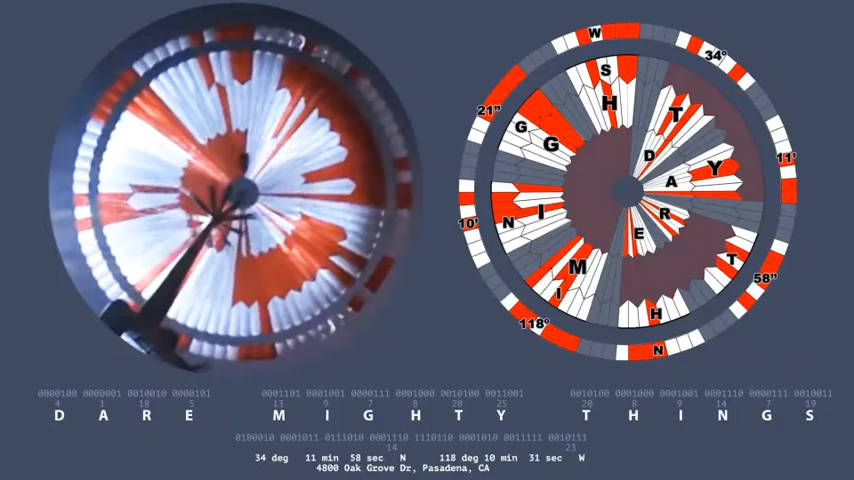 W
34°
S
H
T
21"
G
G
D
Y
11'
A
N
I
R
10'
E
T
M
58"
I
H
118°
N
0000100 0000001 0010010 0000101 0001101 0001001 0000111 0001000 0010100 0011001 0010100 0001000 0001001 0001110 0000111 0010011
4 1 18 5 13 9 7 8 20 25 20 8 9 14 7 19
D A R E M I G H T Y T H I N G S
0100010 0001011 0111010 0001110 1110110 0001010 0011111 0010111
14 23
34 deg 11 min 58 sec N 118 deg 10 min 31 sec W
4800 Oak Grove Dr, Pasadena, CA